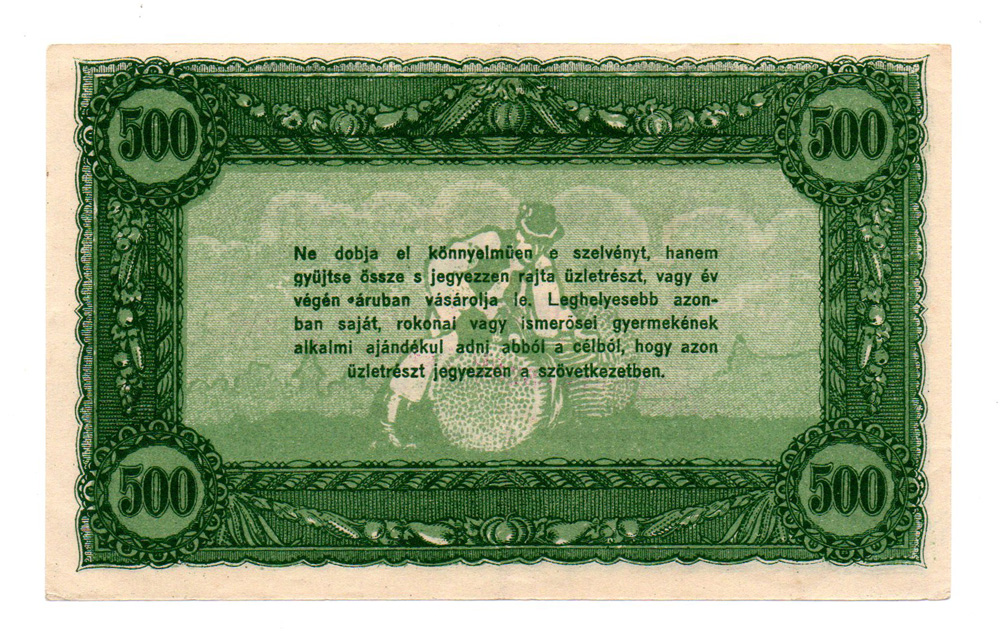 500 500
Ne dobja el könnyelmüen e szelvényt, hanem
gyüjtse össze s jegyezzen rajta üzletrészt, vagy év
végén áruban vásárolja le. Leghelyesebb azon-
ban saját, rokonai vagy ismerősei gyermekének
alkalmi ajándékul adni abból a célból, hogy azon
üzletrészt jegyezzen a szövetkezetben.
500 500